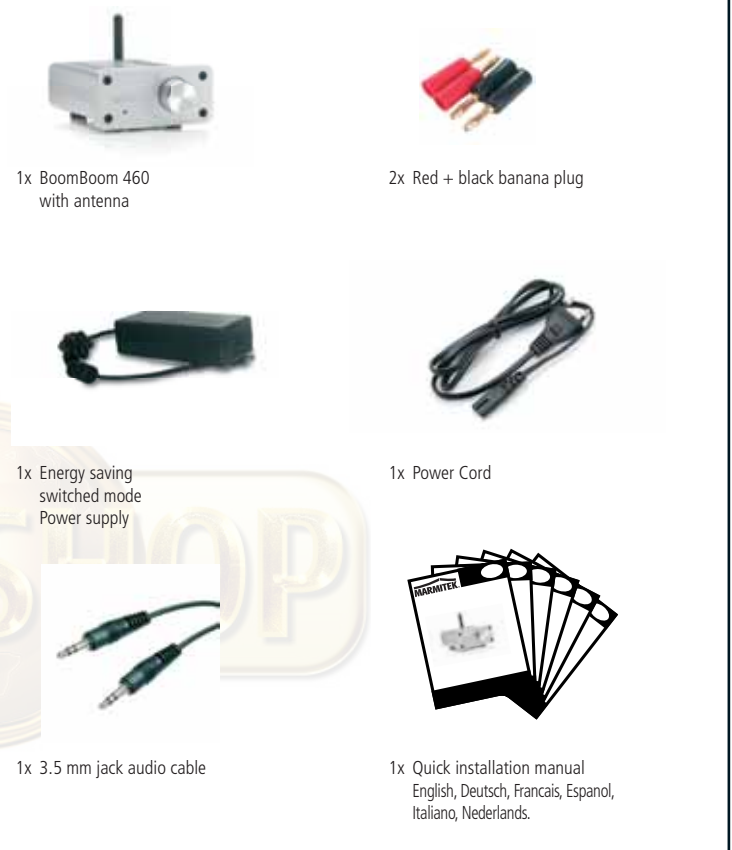 1x BoomBoom 460
with antenna
2x Red + black banana plug
1x Energy saving
switched mode
Power supply
1x Power Cord
SHOP
MARMITEK
1x 3.5 mm jack audio cable
1x Quick installation manual
English, Deutsch, Francais, Espanol,
Italiano, Nederlands.